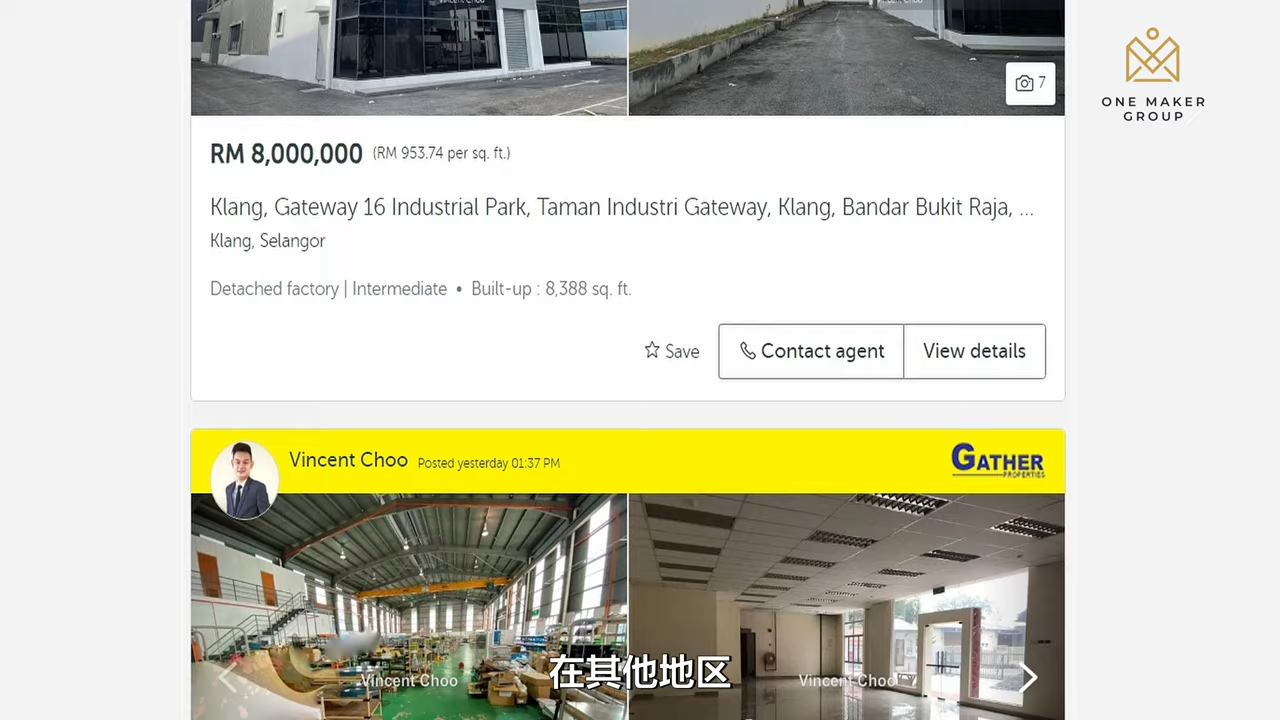 Vincent Choo
7
ONE MAKER
GROUP
RM 8,000,000 (RM 953.74 per sq. ft.)
Klang, Gateway 16 Industrial Park, Taman Industri Gateway, Klang, Bandar Bukit Raja, ...
Klang, Selangor
Detached factory | Intermediate • Built-up : 8,388 sq. ft.
Save
Contact agent
View details
Vincent Choo Posted yesterday 01:37 PM
GATHER
PROPERTIES
Vincent Choo
Vincent Choo
在其他地区